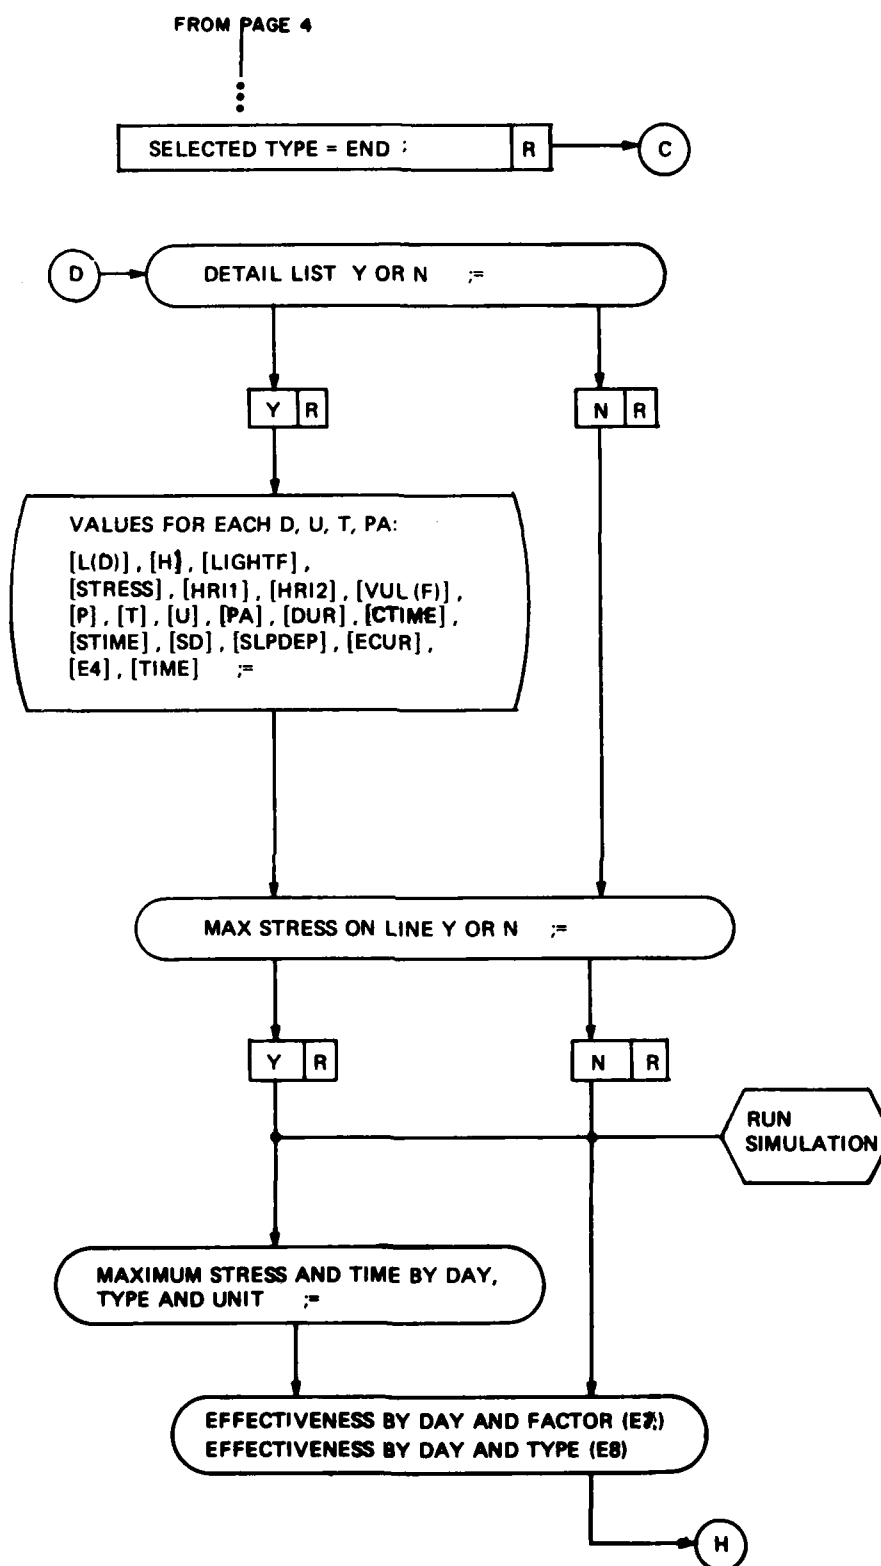 FROM PAGE 4
SELECTED TYPE = END ; R C
D DETAIL LIST Y OR N ;=
Y R N R
VALUES FOR EACH D, U, T, PA:
[L(D)], [H], [LIGHTF],
[STRESS], [HRI1], [HRI2], [VUL(F)],
[P], [T], [U], [PA], [DUR], [CTIME],
[STIME], [SD], [SLPDEP], [ECUR],
[E4], [TIME] ;=
MAX STRESS ON LINE Y OR N ;=
Y R N R
RUN
SIMULATION
MAXIMUM STRESS AND TIME BY DAY,
TYPE AND UNIT ;=
EFFECTIVENESS BY DAY AND FACTOR
EFFECTIVENESS BY DAY AND TYPE (E8)
H